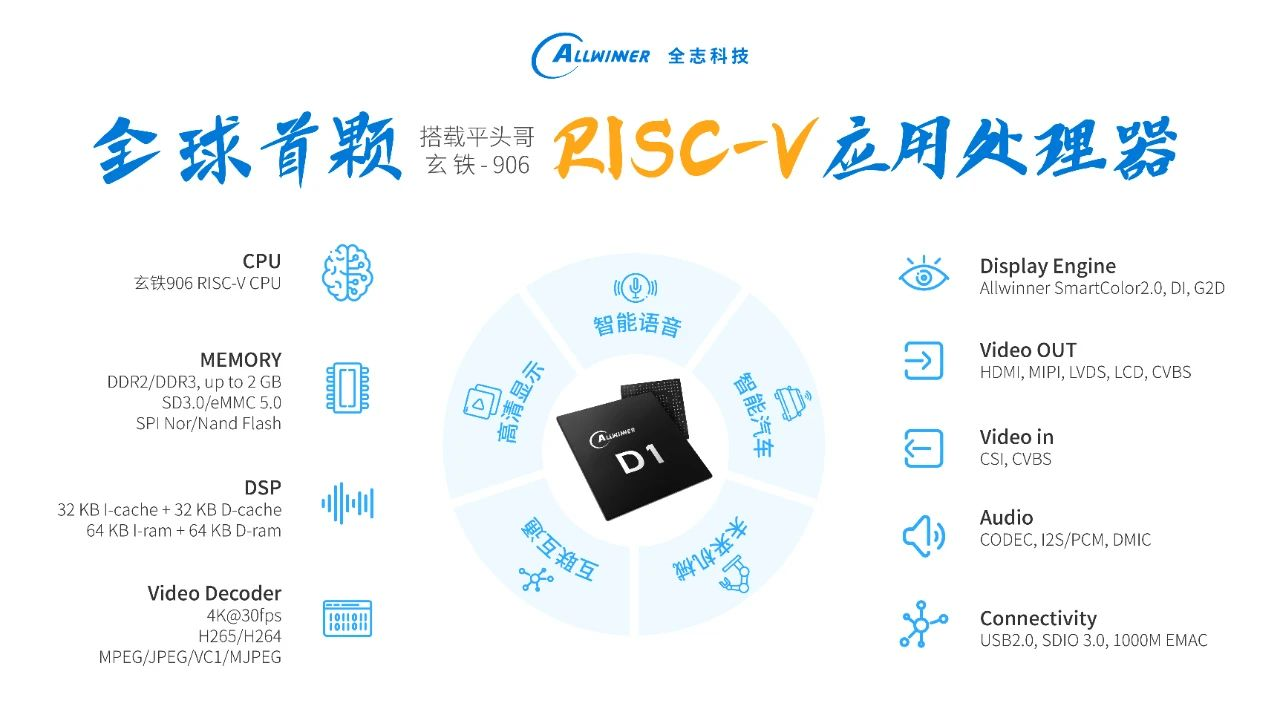 ALLWINNER 全志科技
全球首颗 搭载平头哥 玄铁-906 RISC-V应用处理器
CPU
玄铁906 RISC-V CPU
MEMORY
DDR2/DDR3, up to 2 GB
SD3.0/eMMC 5.0
SPI Nor/Nand Flash
DSP
32 KB I-cache + 32 KB D-cache
64 KB I-ram + 64 KB D-ram
Video Decoder
4K@30fps
H265/H264
MPEG/JPEG/VC1/MJPEG
智能语音
智能汽车
未来机械
互联互通
高清显示
ALLWINNER
D1
Display Engine
Allwinner SmartColor2.0, DI, G2D
Video OUT
HDMI, MIPI, LVDS, LCD, CVBS
Video in
CSI, CVBS
Audio
CODEC, I2S/PCM, DMIC
Connectivity
USB2.0, SDIO 3.0, 1000M EMAC